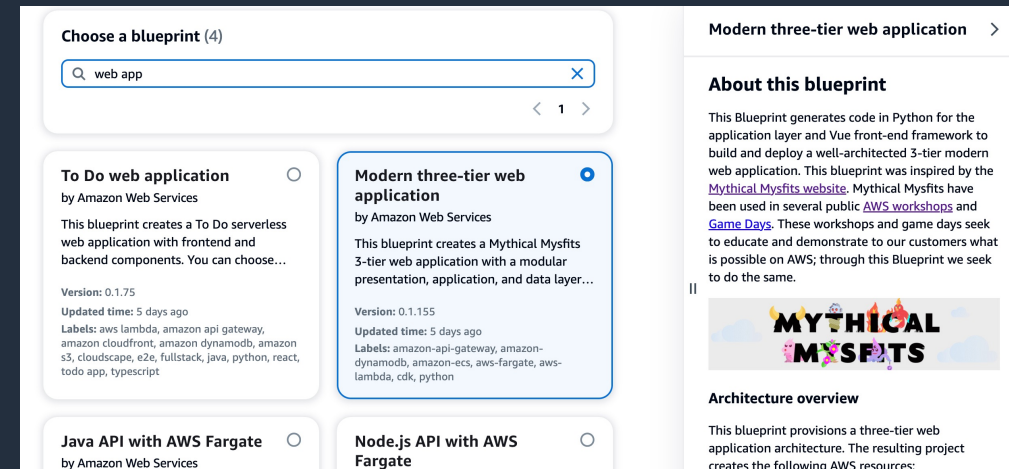 Choose a blueprint (4)
web app
1
To Do web application
by Amazon Web Services
This blueprint creates a To Do serverless
web application with frontend and
backend components. You can choose...
Version: 0.1.75
Updated time: 5 days ago
Labels: aws lambda, amazon api gateway,
amazon cloudfront, amazon dynamodb, amazon
s3, cloudscape, e2e, fullstack, java, python, react,
todo app, typescript
Modern three-tier web
application
by Amazon Web Services
This blueprint creates a Mythical Mysfits
3-tier web application with a modular
presentation, application, and data layer...
Version: 0.1.155
Updated time: 5 days ago
Labels: amazon-api-gateway, amazon-
dynamodb, amazon-ecs, aws-fargate, aws-
lambda, cdk, python
Java API with AWS Fargate
by Amazon Web Services
Node.js API with AWS
Fargate
Modern three-tier web application
About this blueprint
This Blueprint generates code in Python for the
application layer and Vue front-end framework to
build and deploy a well-architected 3-tier modern
web application. This blueprint was inspired by the
Mythical Mysfits website. Mythical Mysfits have
been used in several public AWS workshops and
Game Days. These workshops and game days seek
to educate and demonstrate to our customers what
is possible on AWS; through this Blueprint we seek
to do the same.
MYTHICAL
MYSFITS
Architecture overview
This blueprint provisions a three-tier web
application architecture. The resulting project
creates the following AWS resources: